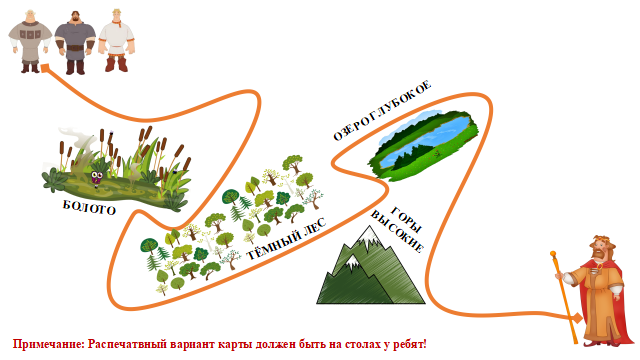 ОЗЕРО ГЛУБОКОЕ
БОЛОТО
ТЁМНЫЙ ЛЕС
ГОРЫ
ВЫСОКИЕ
Примечание: Распечатвный вариант карты должен быть на столах у ребят!